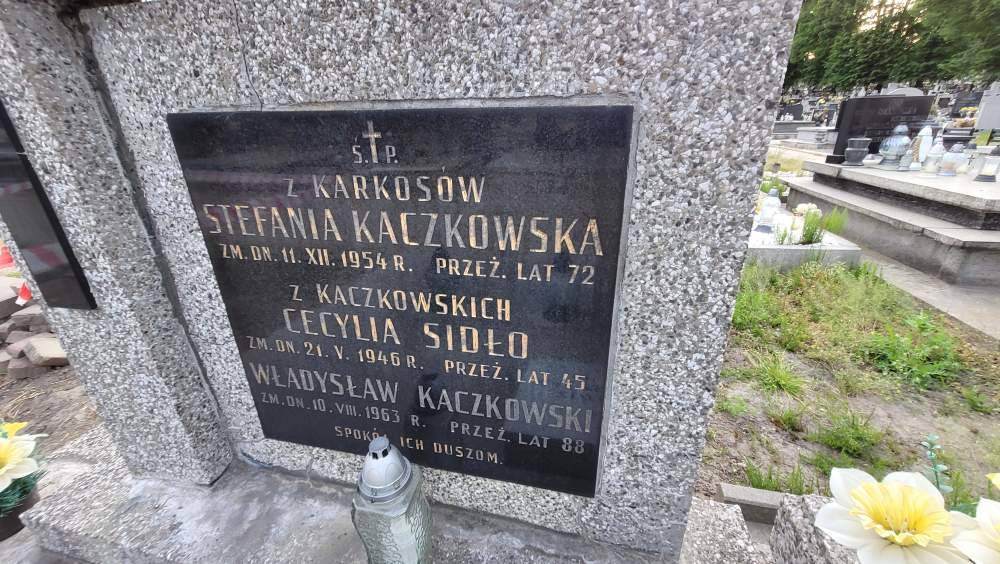 Ś. P.
Z KARKOSÓW
STEFANIA KACZKOWSKA
ZM. DN. 11. XII. 1954 R. PRZEŻ. LAT 72
Z KACZKOWSKICH
CECYLIA SIDŁO
ZM. DN. 21. V. 1946 R. PRZEŻ. LAT 45
WŁADYSŁAW KACZKOWSKI
ZM. DN. 10. VIII. 1963 R. PRZEŻ. LAT 88
SPOKÓJ ICH DUSZOM.